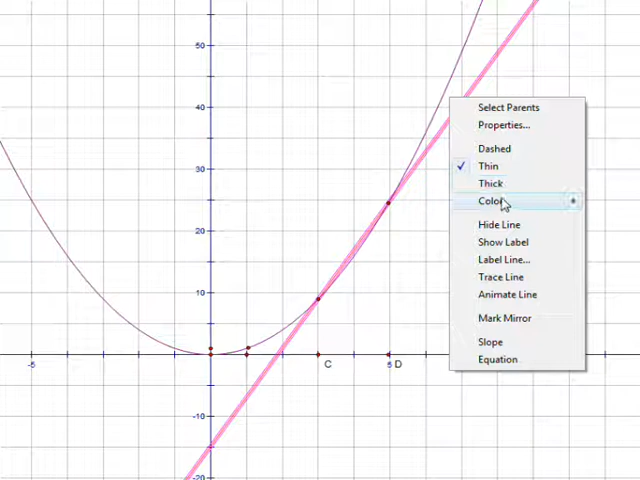 50
40
30
20
10
-5
5
C
D
-10
-20
Select Parents
Properties...
Dashed
✓ Thin
Thick
Color
Hide Line
Show Label
Label Line...
Trace Line
Animate Line
Mark Mirror
Slope
Equation